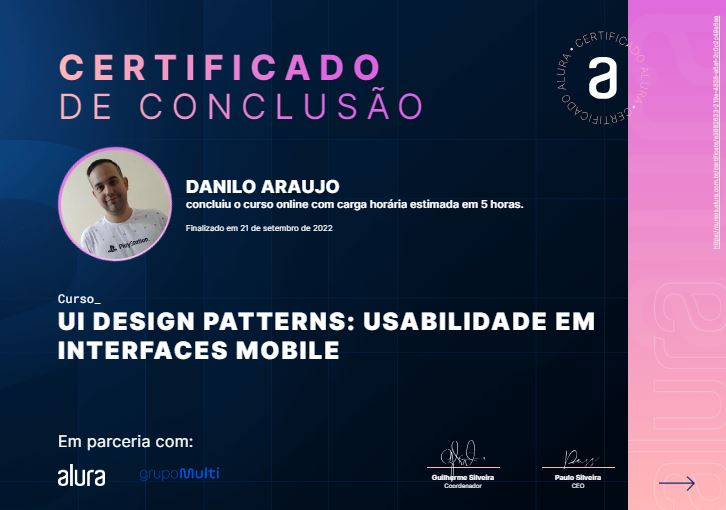 CERTIFICADO
DE CONCLUSÃO
ALURA • CERTIFICADO ALURA • CERTIFICADO
a
DANILO ARAUJO
concluiu o curso online com carga horária estimada em 5 horas.
Finalizado em 21 de setembro de 2022
PlayStation
Curso_
UI DESIGN PATTERNS: USABILIDADE EM
INTERFACES MOBILE
Em parceria com:
alura
grupoMulti
Guilherme Silveira
Coordenador
Paulo Silveira
CEO
alura